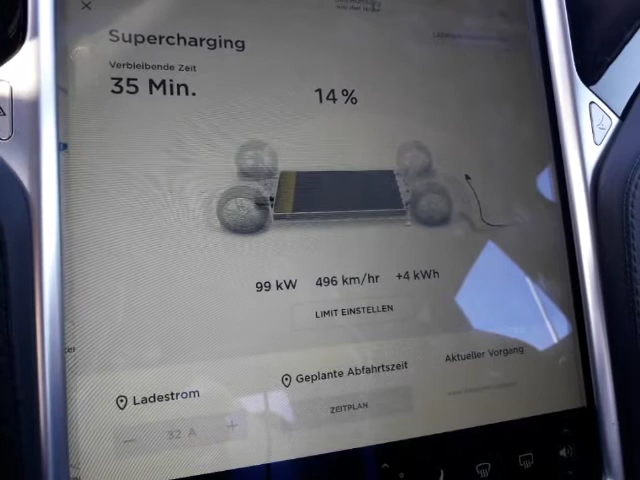 Supercharging
Verbleibende Zeit
35 Min.
14%
99 kW 496 km/hr +4 kWh
LIMIT EINSTELLEN
Ladestrom
32 A
Geplante Abfahrtszeit
ZEITPLAN
Aktueller Vorgang